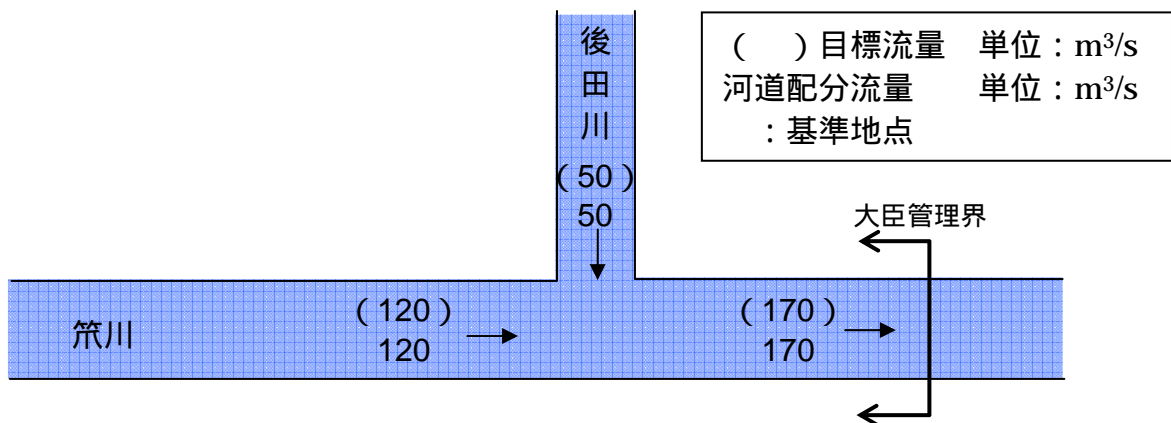 後田川
(50)
50
( )目標流量 単位:m³/s
河道配分流量 単位:m³/s
:基準地点
大臣管理界
笊川
(120)
120
(170)
170